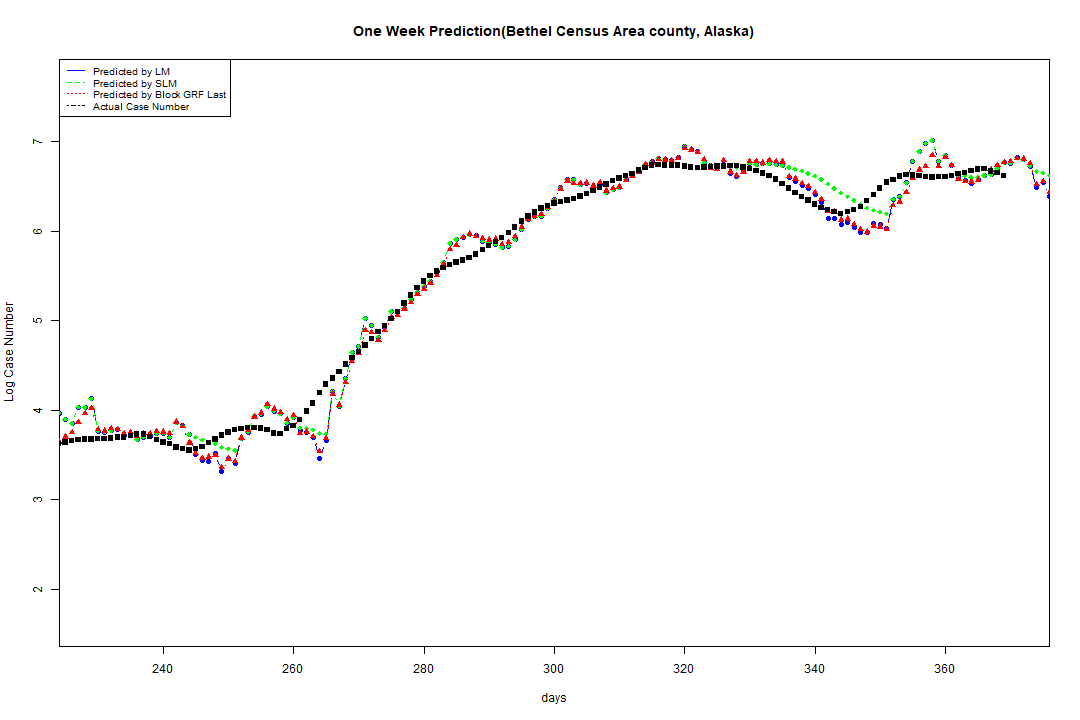 One Week Prediction(Bethel Census Area county, Alaska)
Predicted by LM
Predicted by SLM
Predicted by Block GRF Last
Actual Case Number
7
6
5
4
3
2
Log Case Number
240 260 280 300 320 340 360
days